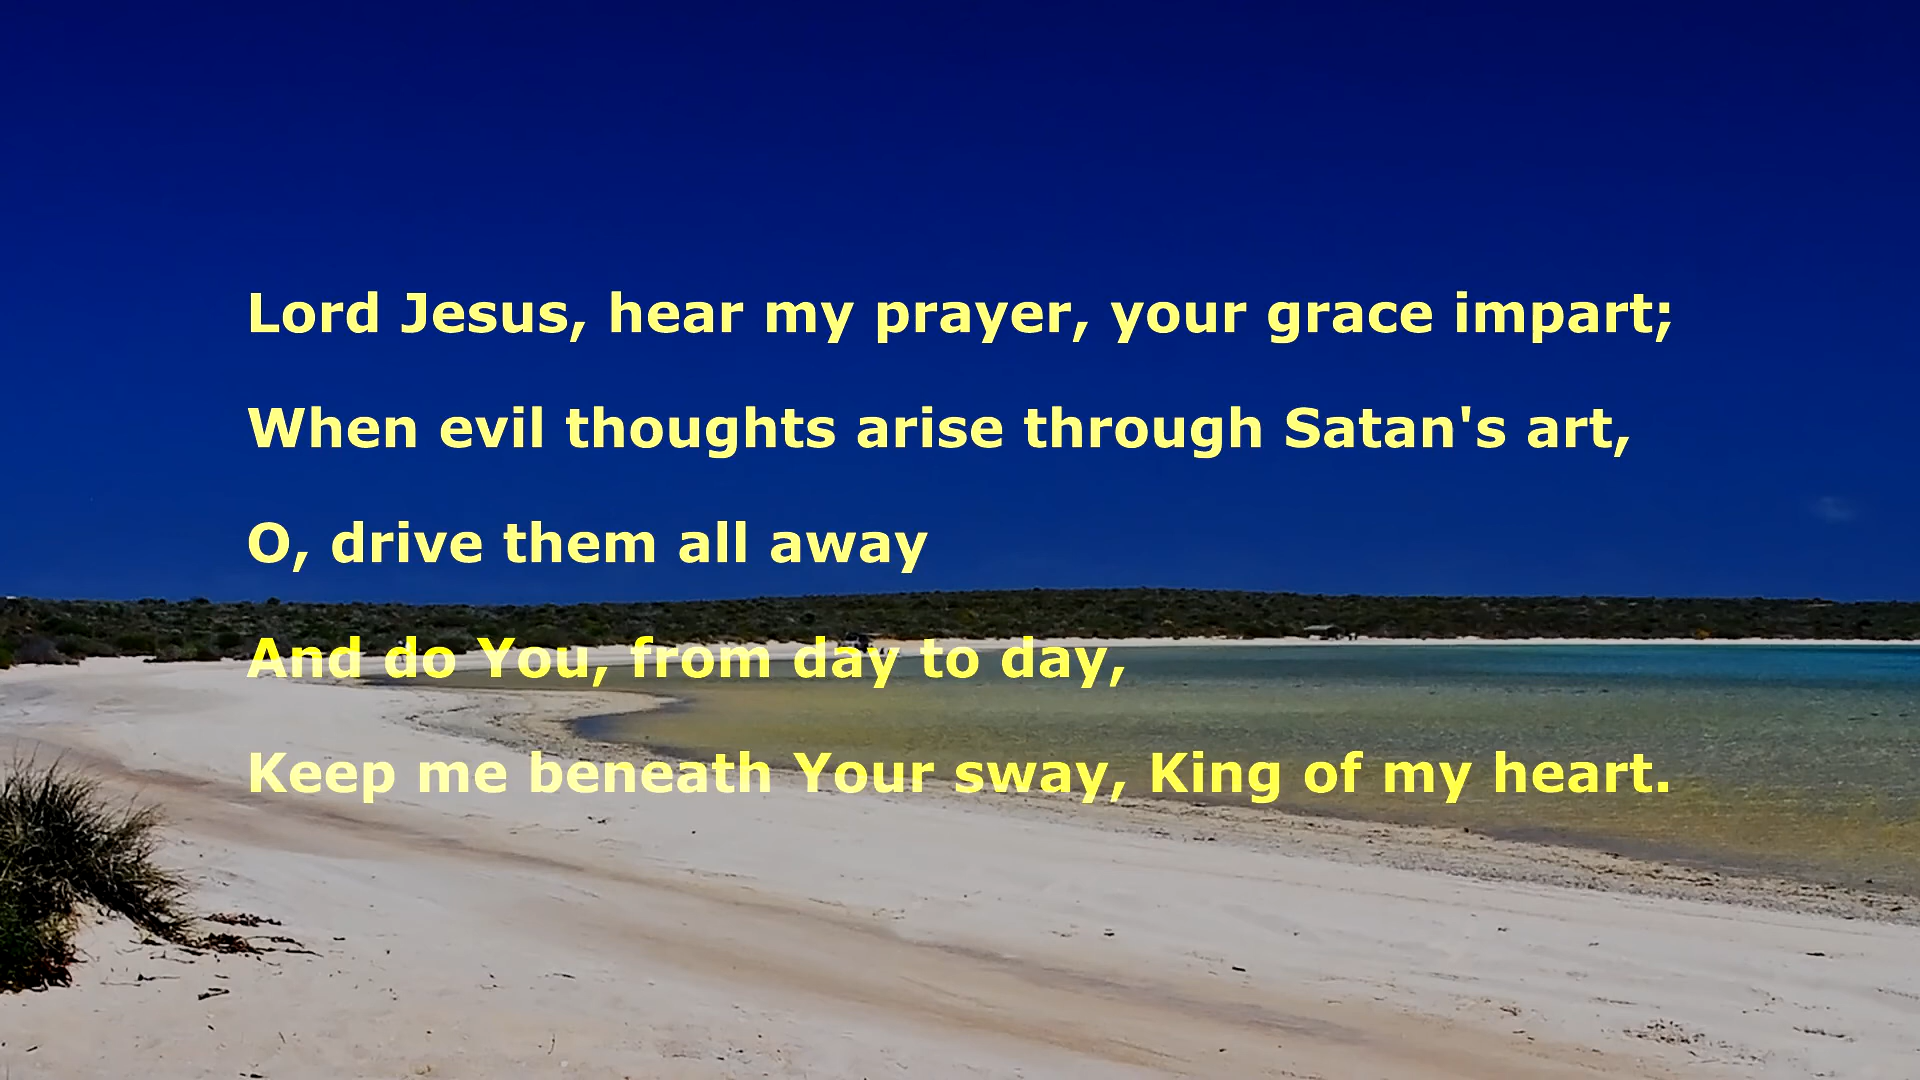 Lord Jesus, hear my prayer, your grace impart;
When evil thoughts arise through Satan's art,
O, drive them all away
And do You, from day to day,
Keep me beneath Your sway, King of my heart.